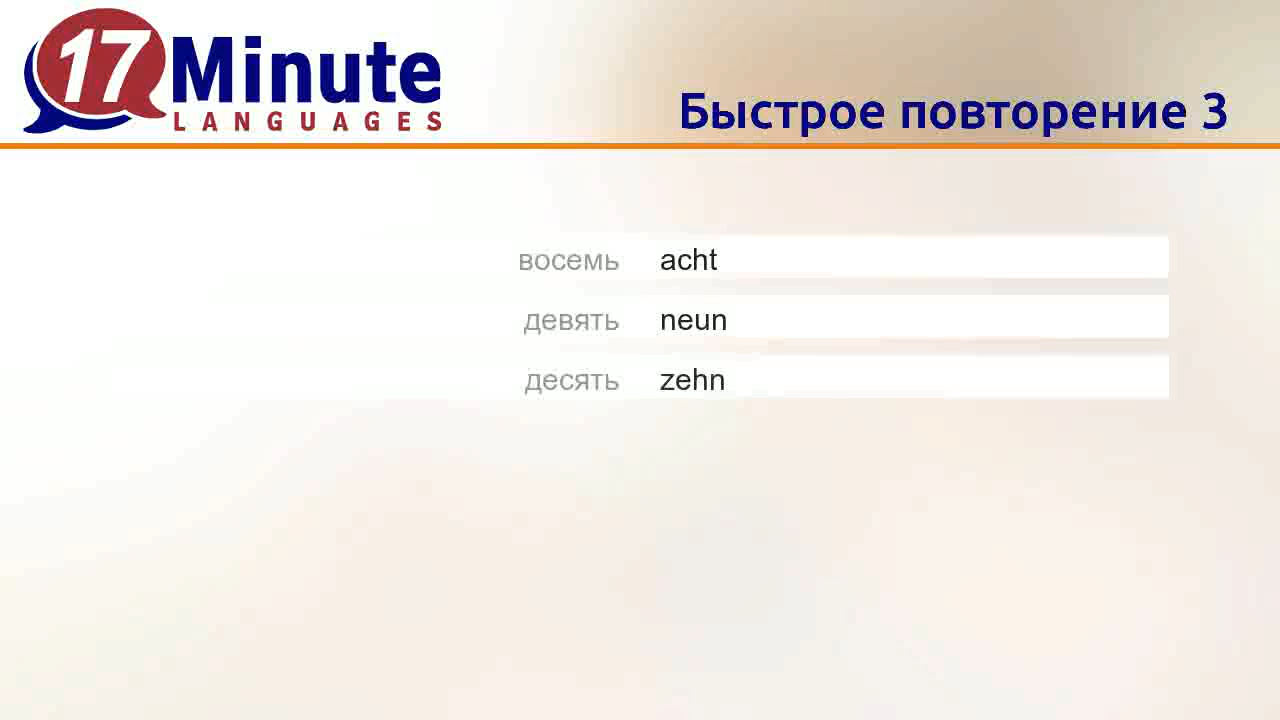 17 Minute
LANGUAGES
Быстрое повторение 3
восемь acht
девять neun
десять zehn